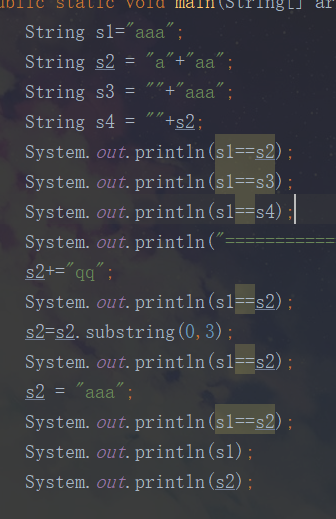 public static void main(String[] ar
String s1="aaa";
String s2 = "a"+"aa";
String s3 = ""+"aaa";
String s4 = ""+s2;
System.out.println(s1==s2);
System.out.println(s1==s3);
System.out.println(s1==s4);
System.out.println("===========
s2+="qq";
System.out.println(s1==s2);
s2=s2.substring(0,3);
System.out.println(s1==s2);
s2 = "aaa";
System.out.println(s1==s2);
System.out.println(s1);
System.out.println(s2);